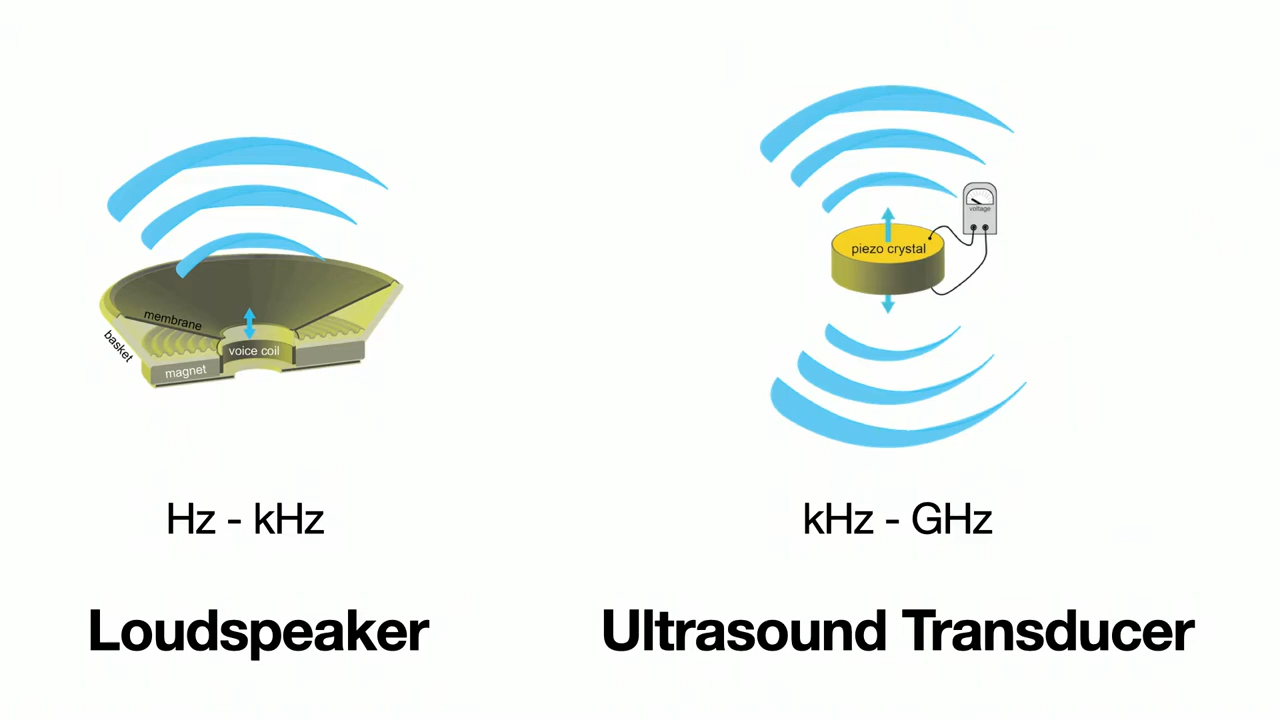 membrane
basket
voice coil
magnet
voltage
piezo crystal
Hz - kHz
kHz - GHz
Loudspeaker
Ultrasound Transducer